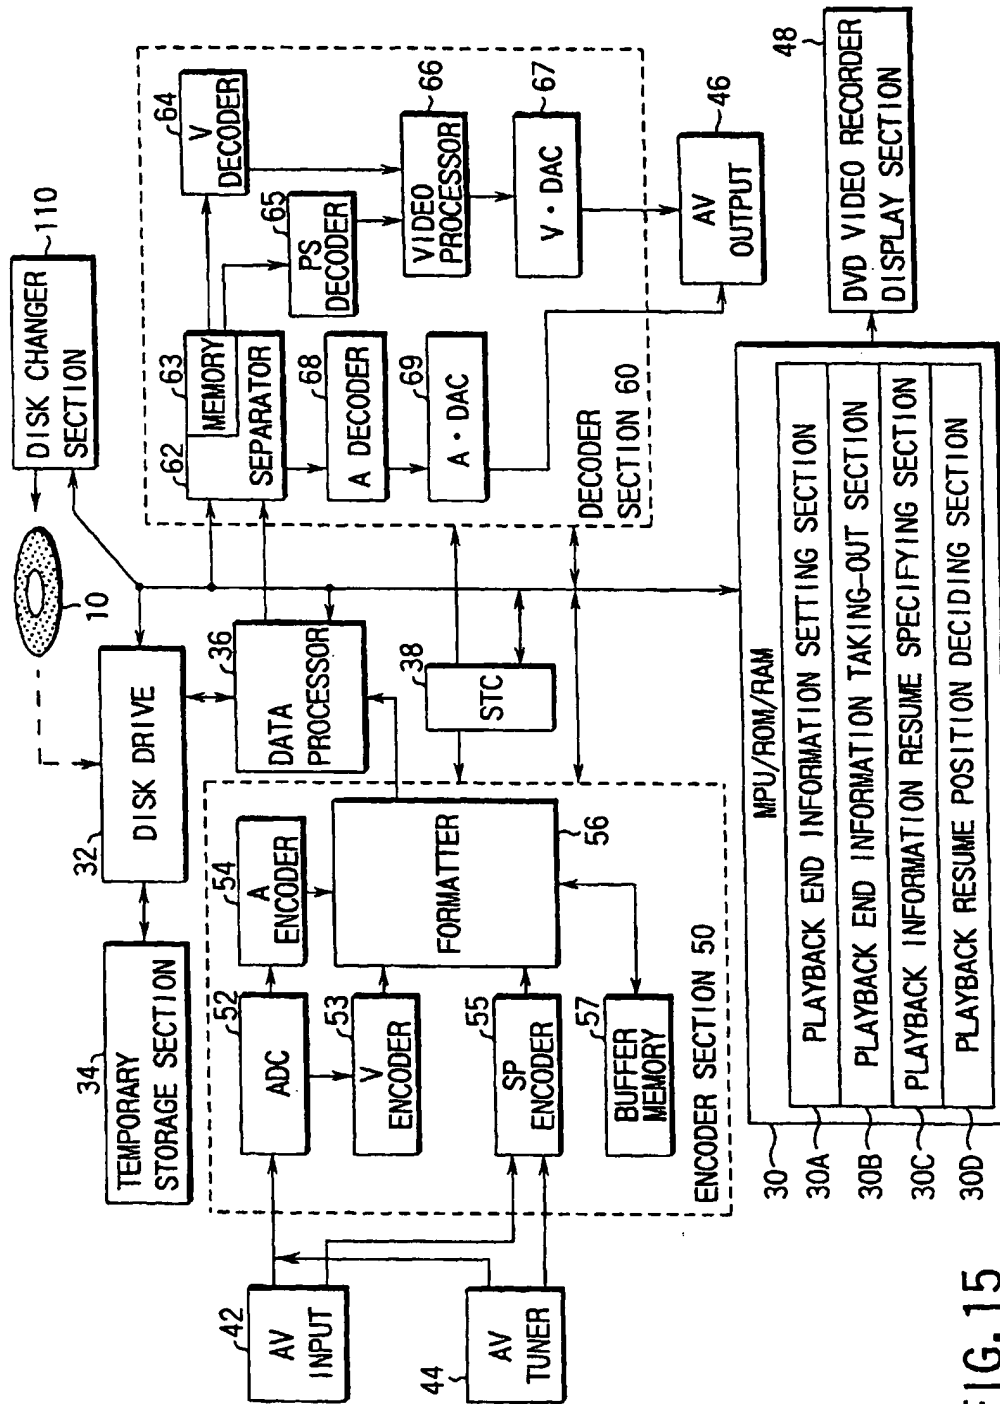 DISK CHANGER
SECTION
110
10
34
TEMPORARY
STORAGE SECTION
32
DISK DRIVE
36
DATA
PROCESSOR
38
STC
42
AV
INPUT
44
AV
TUNER
52
ADC
53
V
ENCODER
54
A
ENCODER
55
SP
ENCODER
56
FORMATTER
57
BUFFER
MEMORY
ENCODER SECTION 50
62
63
MEMORY
SEPARATOR
64
V
DECODER
65
PS
DECODER
66
VIDEO
PROCESSOR
67
V・DAC
68
A DECODER
69
A・DAC
DECODER
SECTION 60
46
AV
OUTPUT
48
DVD VIDEO RECORDER
DISPLAY SECTION
30
MPU/ROM/RAM
30A
PLAYBACK END INFORMATION SETTING SECTION
30B
PLAYBACK END INFORMATION TAKING-OUT SECTION
30C
PLAYBACK INFORMATION RESUME SPECIFYING SECTION
30D
PLAYBACK RESUME POSITION DECIDING SECTION
FIG. 15